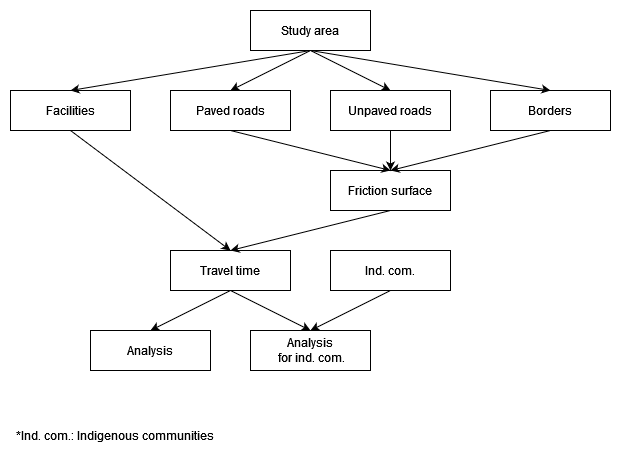 Study area
Facilities
Paved roads
Unpaved roads
Borders
Friction surface
Travel time
Ind. com.
Analysis
Analysis
for ind. com.
*Ind. com.: Indigenous communities